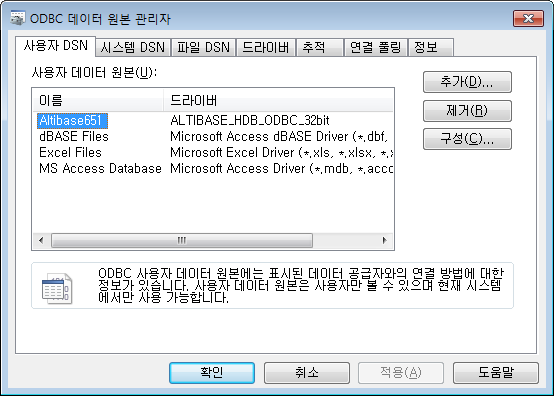 ODBC 데이터 원본 관리자
사용자 DSN 시스템 DSN 파일 DSN 드라이버 추적 연결 풀링 정보
사용자 데이터 원본(U):
이름 드라이버
Altibase651 ALTIBASE_HDB_ODBC_32bit
dBASE Files Microsoft Access dBASE Driver (*.dbf,
Excel Files Microsoft Excel Driver (*.xls, *.xlsx, *.x
MS Access Database Microsoft Access Driver (*.mdb, *.accc
추가(D)...
제거(R)
구성(C)...
ODBC 사용자 데이터 원본에는 표시된 데이터 공급자와의 연결 방법에 대한
정보가 있습니다. 사용자 데이터 원본은 사용자만 볼 수 있으며 현재 시스템
에서만 사용 가능합니다.
확인 취소 적용(A) 도움말